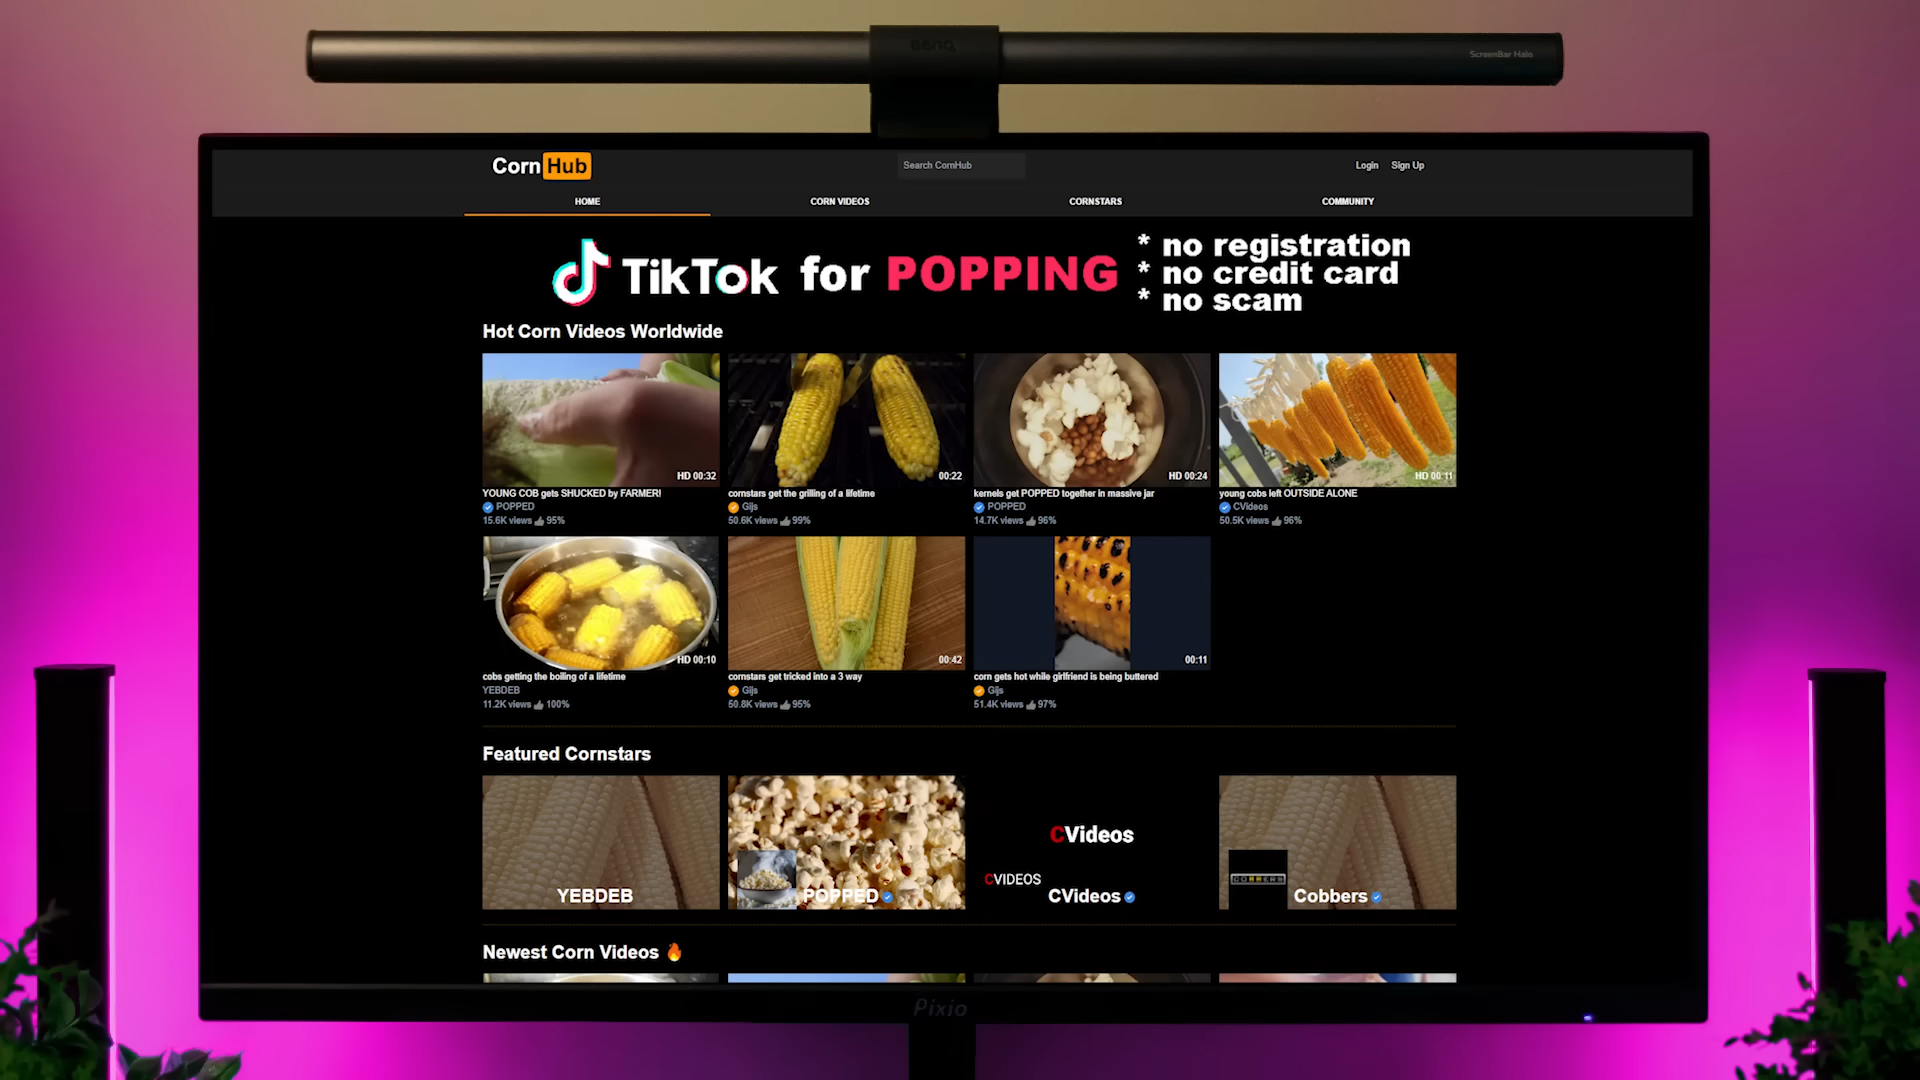 BenQ
ScreenBar Halo
Corn Hub
Search CornHub
Login Sign Up
HOME CORN VIDEOS CORNSTARS COMMUNITY
TikTok for POPPING
* no registration
* no credit card
* no scam
Hot Corn Videos Worldwide
HD 00:32 00:22 HD 00:24 HD 00:11
YOUNG COB gets SHUCKED by FARMER!
POPPED
15.6K views 95%
cornstars get the grilling of a lifetime
Gijs
50.6K views 99%
kernels get POPPED together in massive jar
POPPED
14.7K views 96%
young cobs left OUTSIDE ALONE
CVideos
50.5K views 96%
HD 00:10 00:42 00:11
cobs getting the boiling of a lifetime
YEBDEB
11.2K views 100%
cornstars get tricked into a 3 way
Gijs
50.8K views 95%
corn gets hot while girlfriend is being buttered
Gijs
51.4K views 97%
Featured Cornstars
YEBDEB
POPPED
CVideos
CVIDEOS
CVideos
COBBERS
Cobbers
Newest Corn Videos 🔥
Pixio